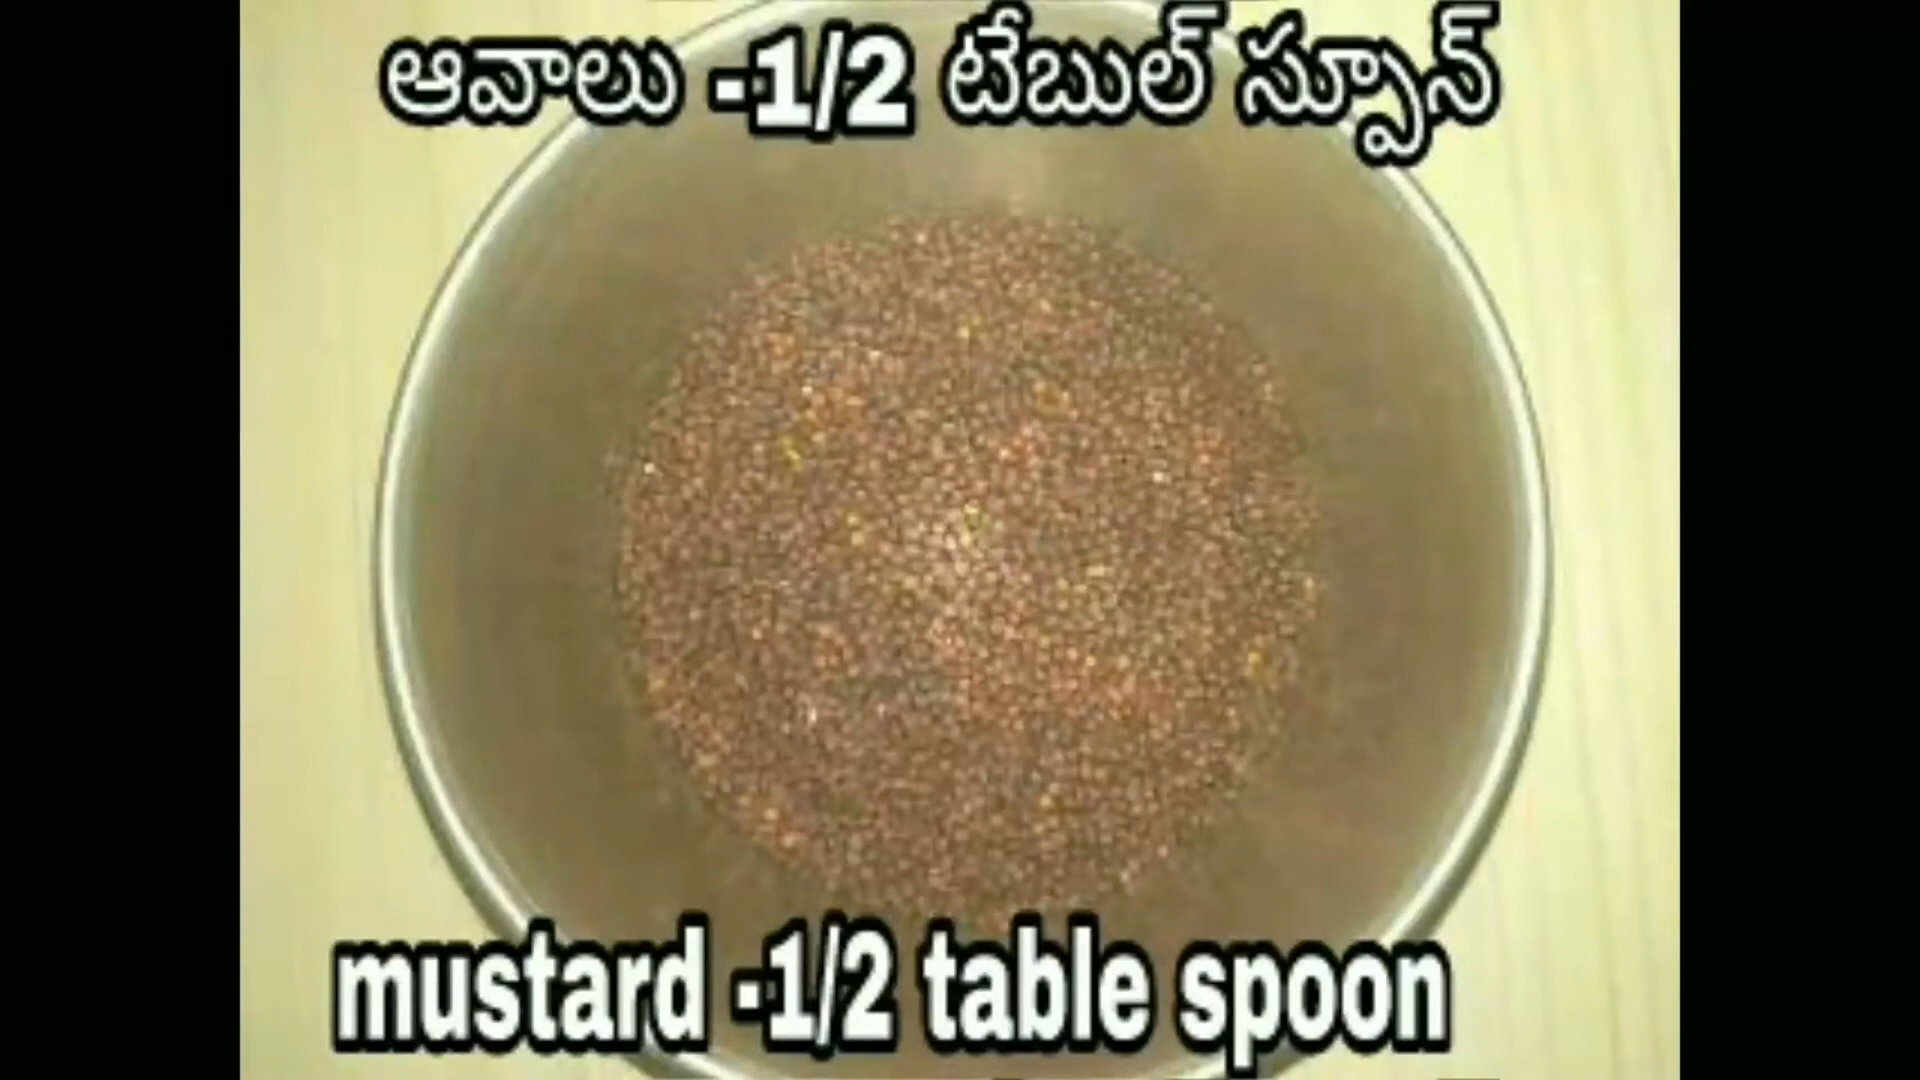 ఆవాలు -1/2 టేబుల్ స్పూన్
mustard -1/2 table spoon